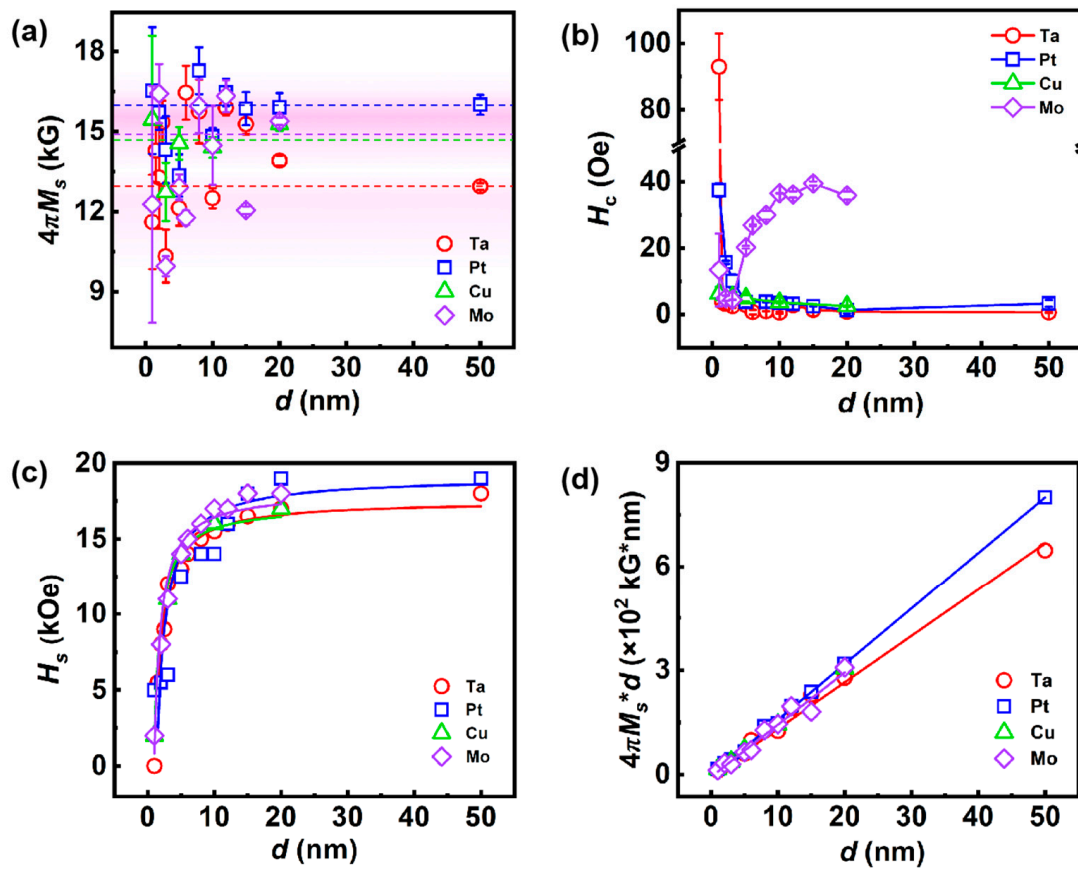 (a)
4πMs (kG)
18
15
12
9
0 10 20 30 40 50
d (nm)
Ta
Pt
Cu
Mo
(b)
Hc (Oe)
100
80
40
20
0
0 10 20 30 40 50
d (nm)
Ta
Pt
Cu
Mo
(c)
Hs (kOe)
20
15
10
5
0
0 10 20 30 40 50
d (nm)
Ta
Pt
Cu
Mo
(d)
4πMs*d (×10² kG*nm)
9
6
3
0
0 10 20 30 40 50
d (nm)
Ta
Pt
Cu
Mo